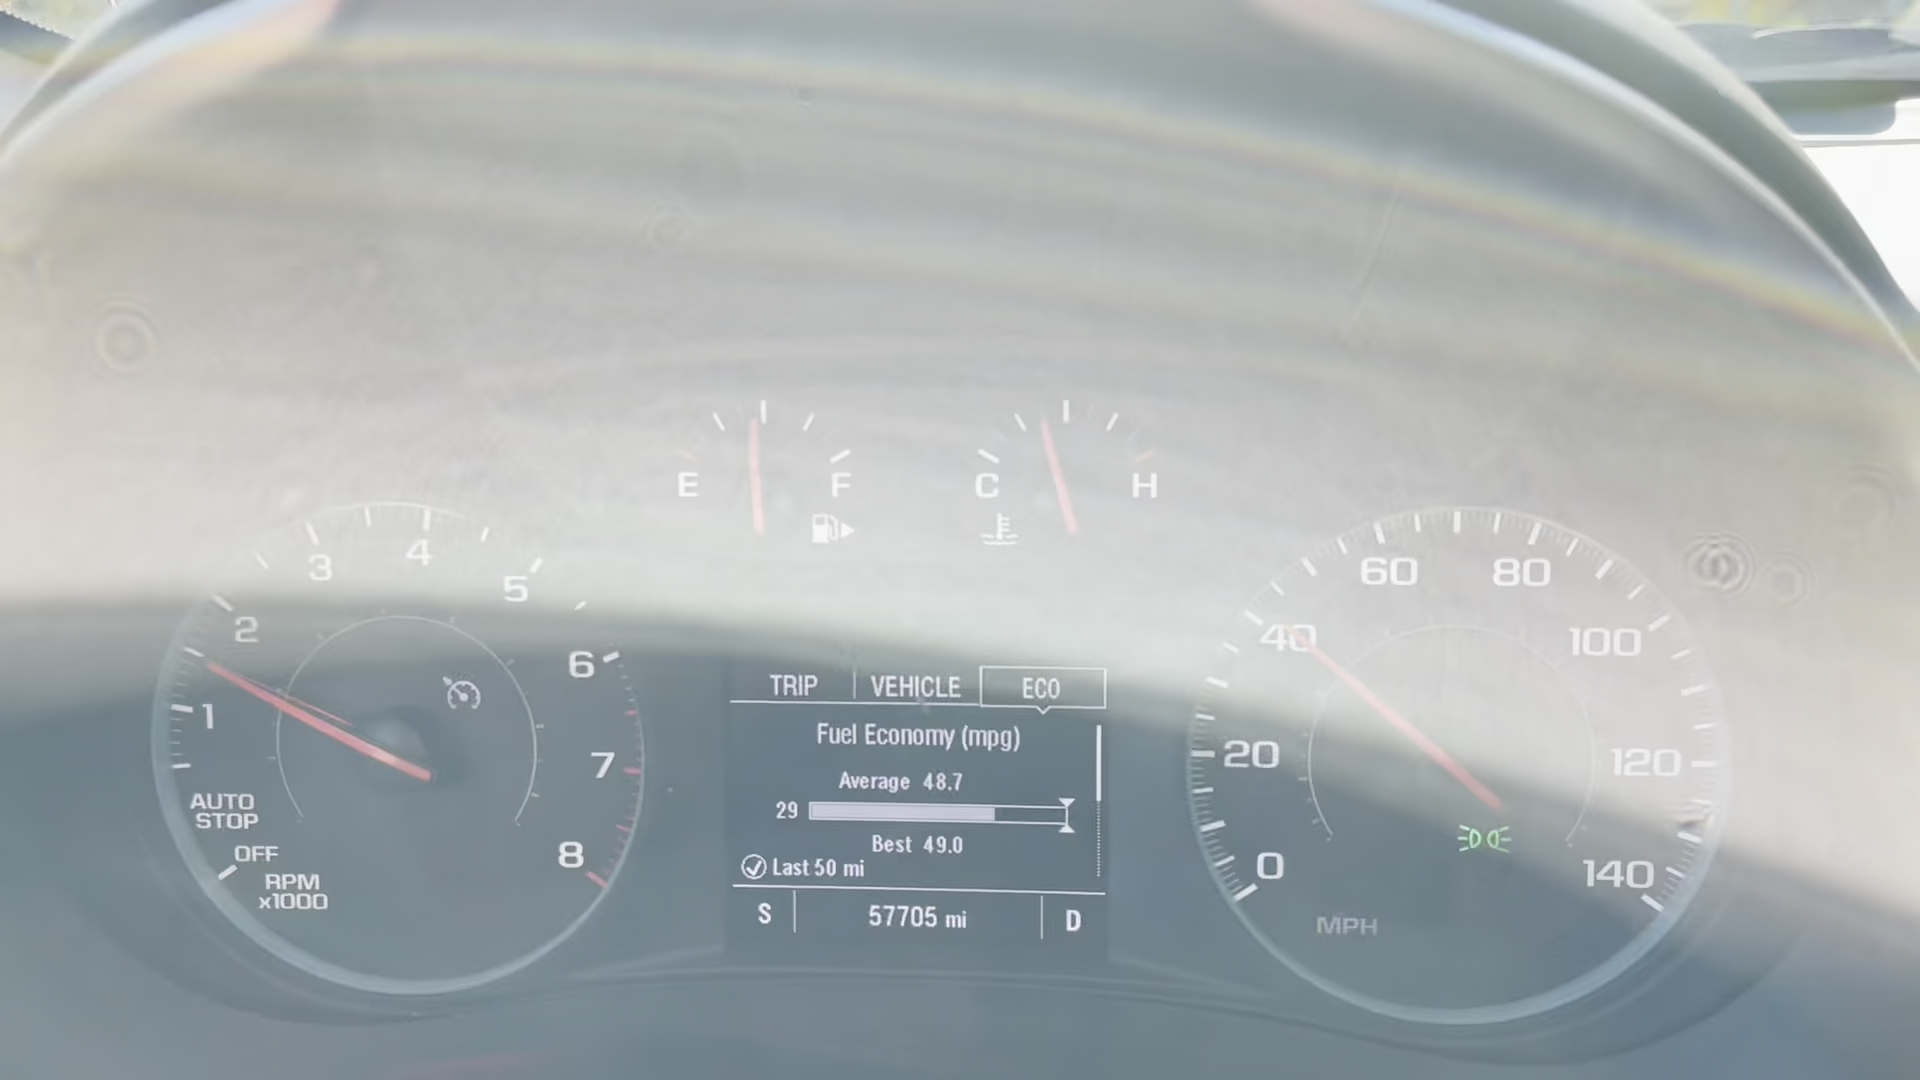 E F
C H
1
2
3
4
5
6
7
8
AUTO
STOP
OFF
RPM
x1000
TRIP VEHICLE ECO
Fuel Economy (mpg)
Average 48.7
29
Best 49.0
Last 50 mi
S 57705 mi D
0
20
40
60
80
100
120
140
MPH